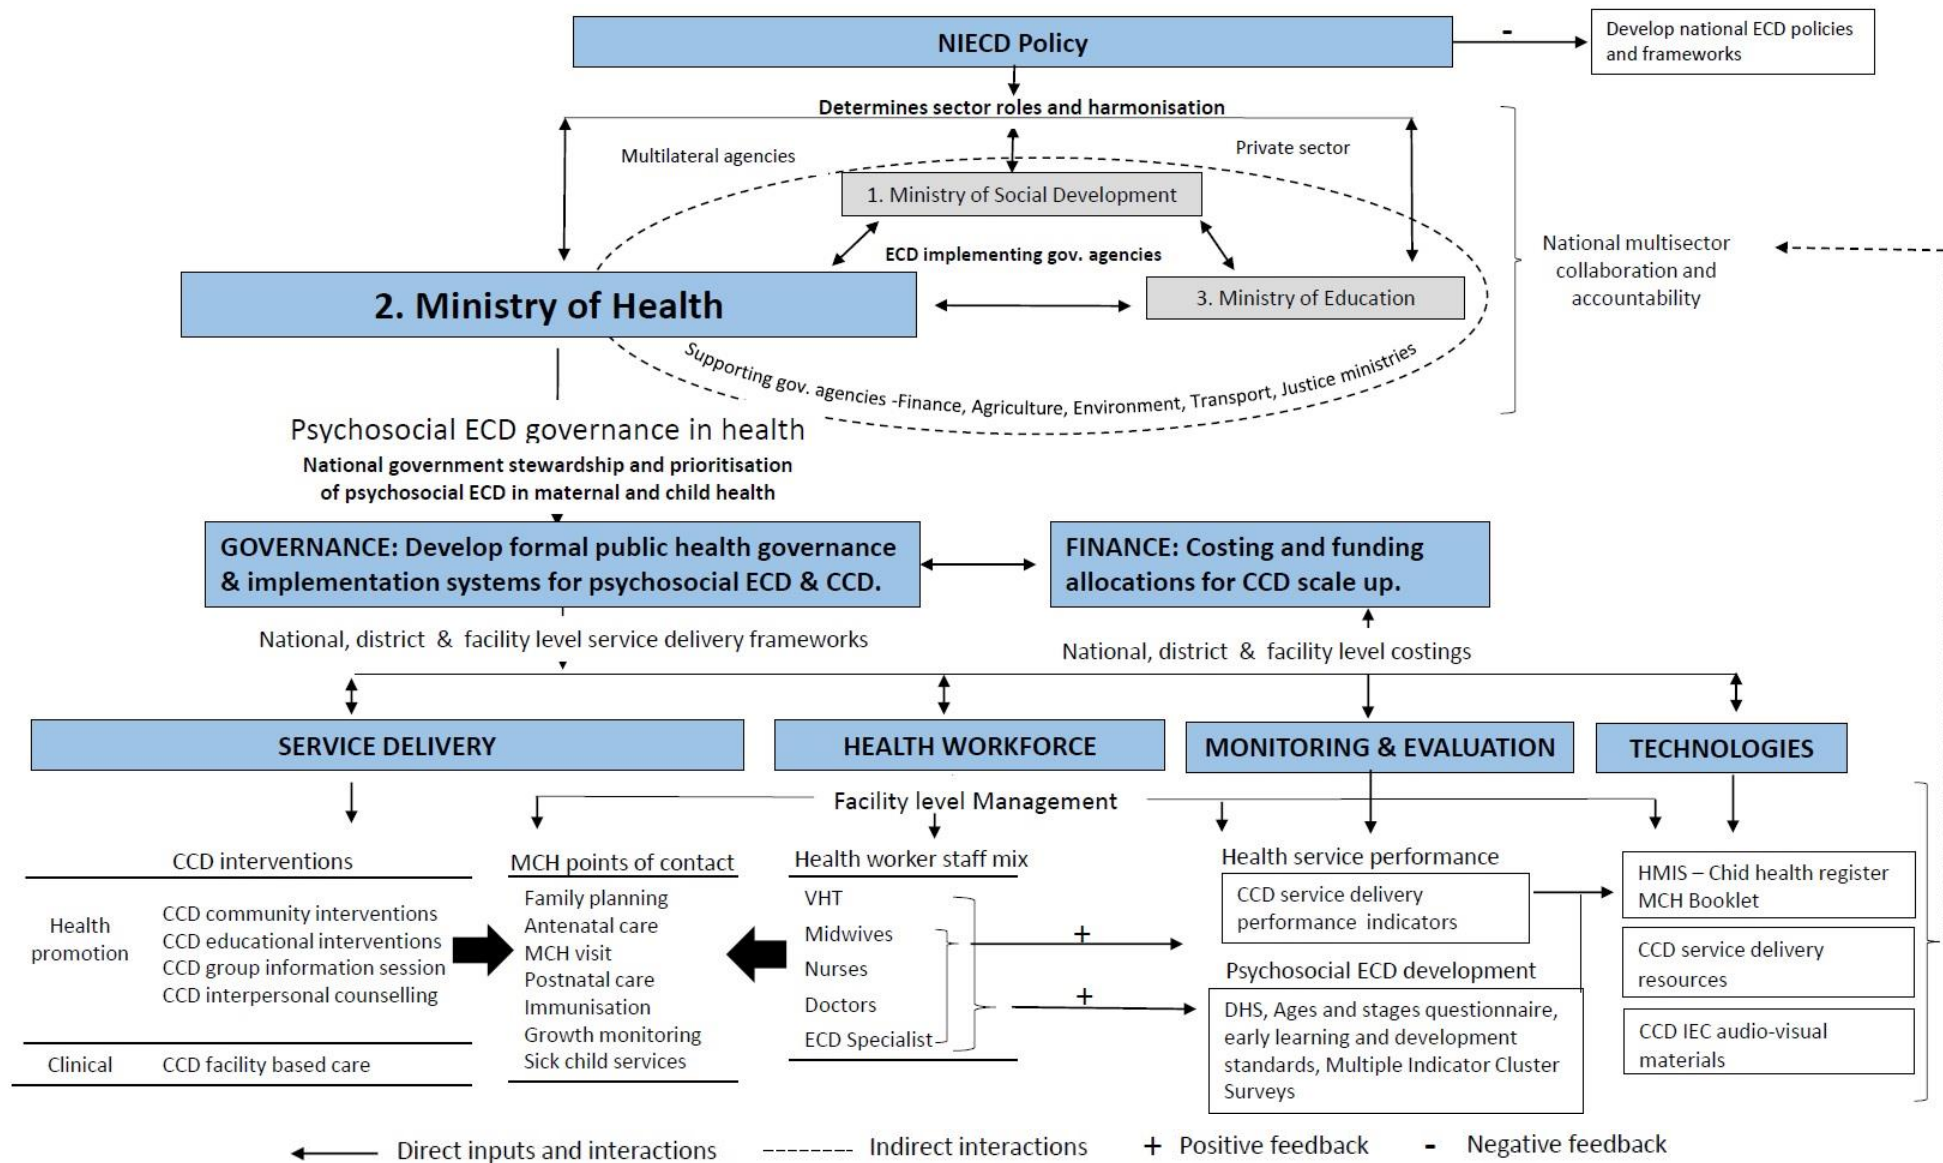 NIECD Policy
-
Develop national ECD policies
and frameworks
Determines sector roles and harmonisation
Multilateral agencies
Private sector
1. Ministry of Social Development
ECD implementing gov. agencies
2. Ministry of Health
3. Ministry of Education
National multisector
collaboration and
accountability
Supporting gov. agencies -Finance, Agriculture, Environment, Transport, Justice ministries
Psychosocial ECD governance in health
National government stewardship and prioritisation
of psychosocial ECD in maternal and child health
GOVERNANCE: Develop formal public health governance
& implementation systems for psychosocial ECD & CCD.
FINANCE: Costing and funding
allocations for CCD scale up.
National, district & facility level service delivery frameworks
National, district & facility level costings
SERVICE DELIVERY
HEALTH WORKFORCE
MONITORING & EVALUATION
TECHNOLOGIES
Facility level Management
CCD interventions
Health
promotion
CCD community interventions
CCD educational interventions
CCD group information session
CCD interpersonal counselling
Clinical
CCD facility based care
MCH points of contact
Family planning
Antenatal care
MCH visit
Postnatal care
Immunisation
Growth monitoring
Sick child services
Health worker staff mix
VHT
Midwives
Nurses
Doctors
ECD Specialist
+
+
Health service performance
CCD service delivery
performance indicators
Psychosocial ECD development
DHS, Ages and stages questionnaire,
early learning and development
standards, Multiple Indicator Cluster
Surveys
HMIS – Chid health register
MCH Booklet
CCD service delivery
resources
CCD IEC audio-visual
materials
Direct inputs and interactions
Indirect interactions
+ Positive feedback
- Negative feedback